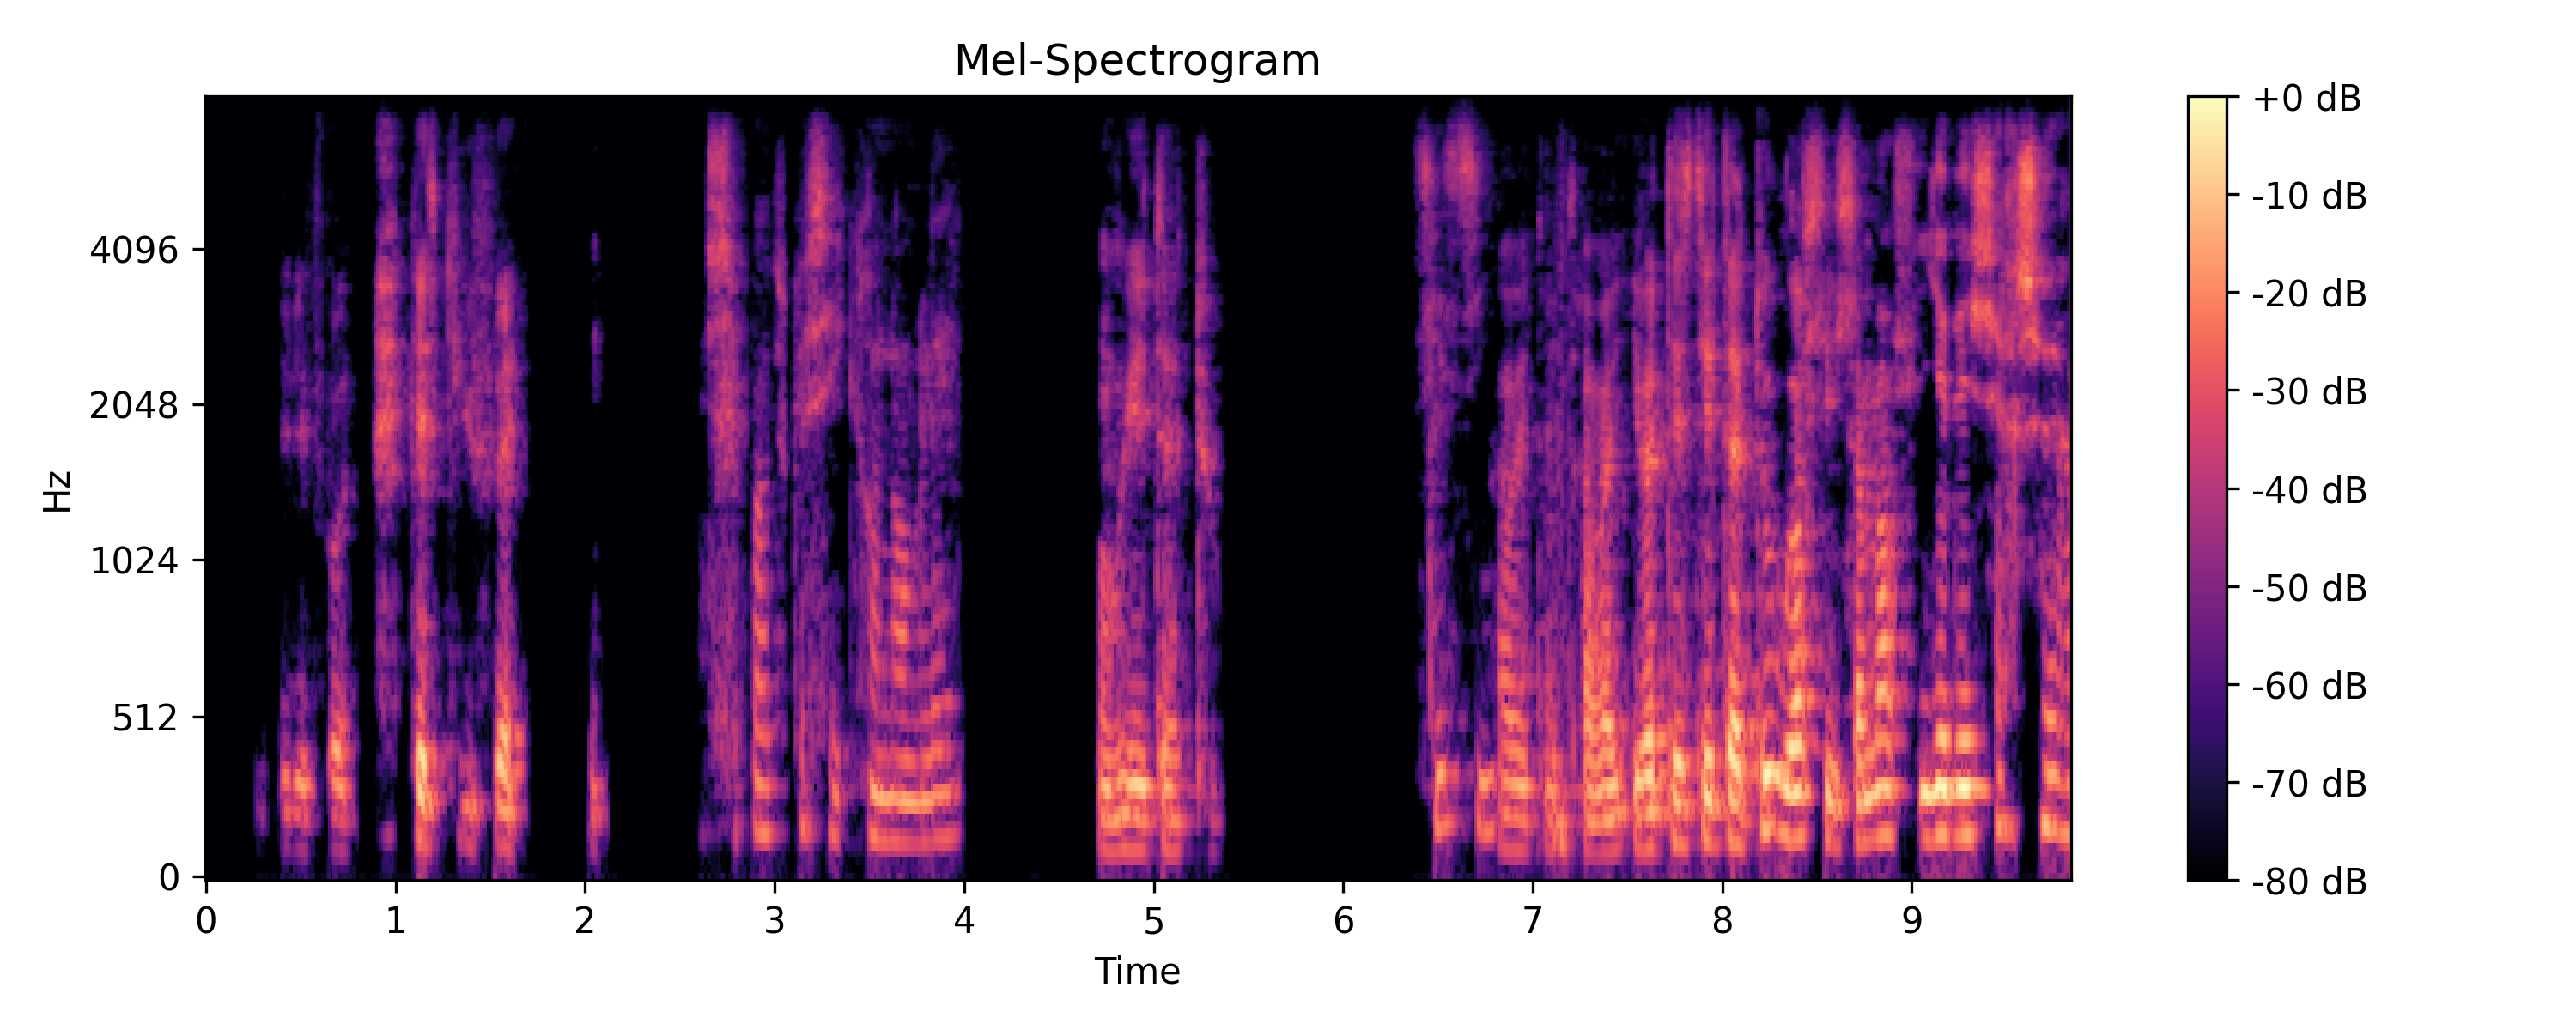 Mel-Spectrogram
Hz
4096
2048
1024
512
0
0 1 2 3 4 5 6 7 8 9
Time
+0 dB
-10 dB
-20 dB
-30 dB
-40 dB
-50 dB
-60 dB
-70 dB
-80 dB